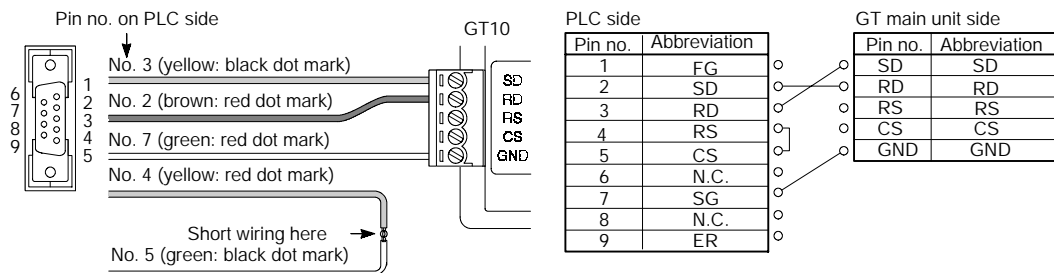 Pin no. on PLC side
GT10
No. 3 (yellow: black dot mark)
No. 2 (brown: red dot mark)
No. 7 (green: red dot mark)
No. 4 (yellow: red dot mark)
Short wiring here
No. 5 (green: black dot mark)
6
7
8
9
1
2
3
4
5
SD
RD
RS
CS
GND
PLC side
Pin no. Abbreviation
1 FG
2 SD
3 RD
4 RS
5 CS
6 N.C.
7 SG
8 N.C.
9 ER
GT main unit side
Pin no. Abbreviation
SD SD
RD RD
RS RS
CS CS
GND GND